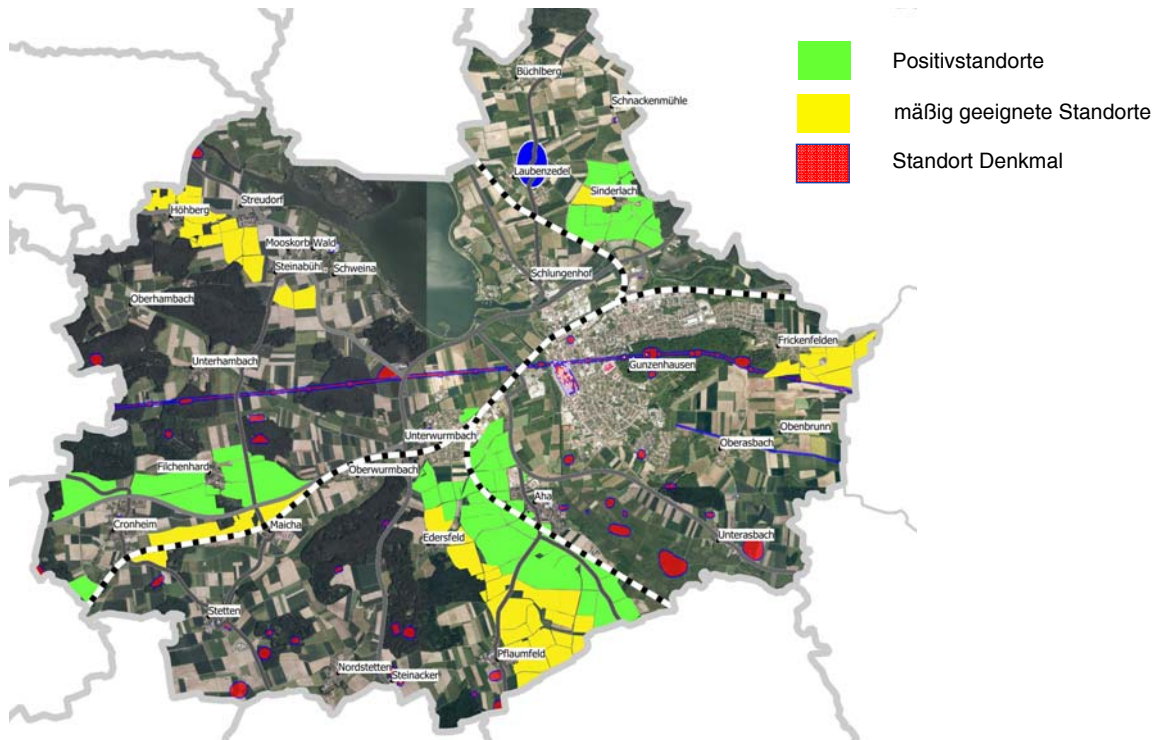 Positivstandorte
mäßig geeignete Standorte
Standort Denkmal
Büchlberg
Schnackenmühle
Laubenzedel
Sinderlach
Streudorf
Höhberg
Mooskorb Wald
Steinabühl
Schweina
Schlungenhof
Oberhambach
Frickenfelden
Unterhambach
Gunzenhausen
Obenbrunn
Unterwurmbach
Oberasbach
Filchenhard
Oberwurmbach
Aha
Cronheim
Maicha
Edersfeld
Unterasbach
Stetten
Pflaumfeld
Nordstetten
Steinacker